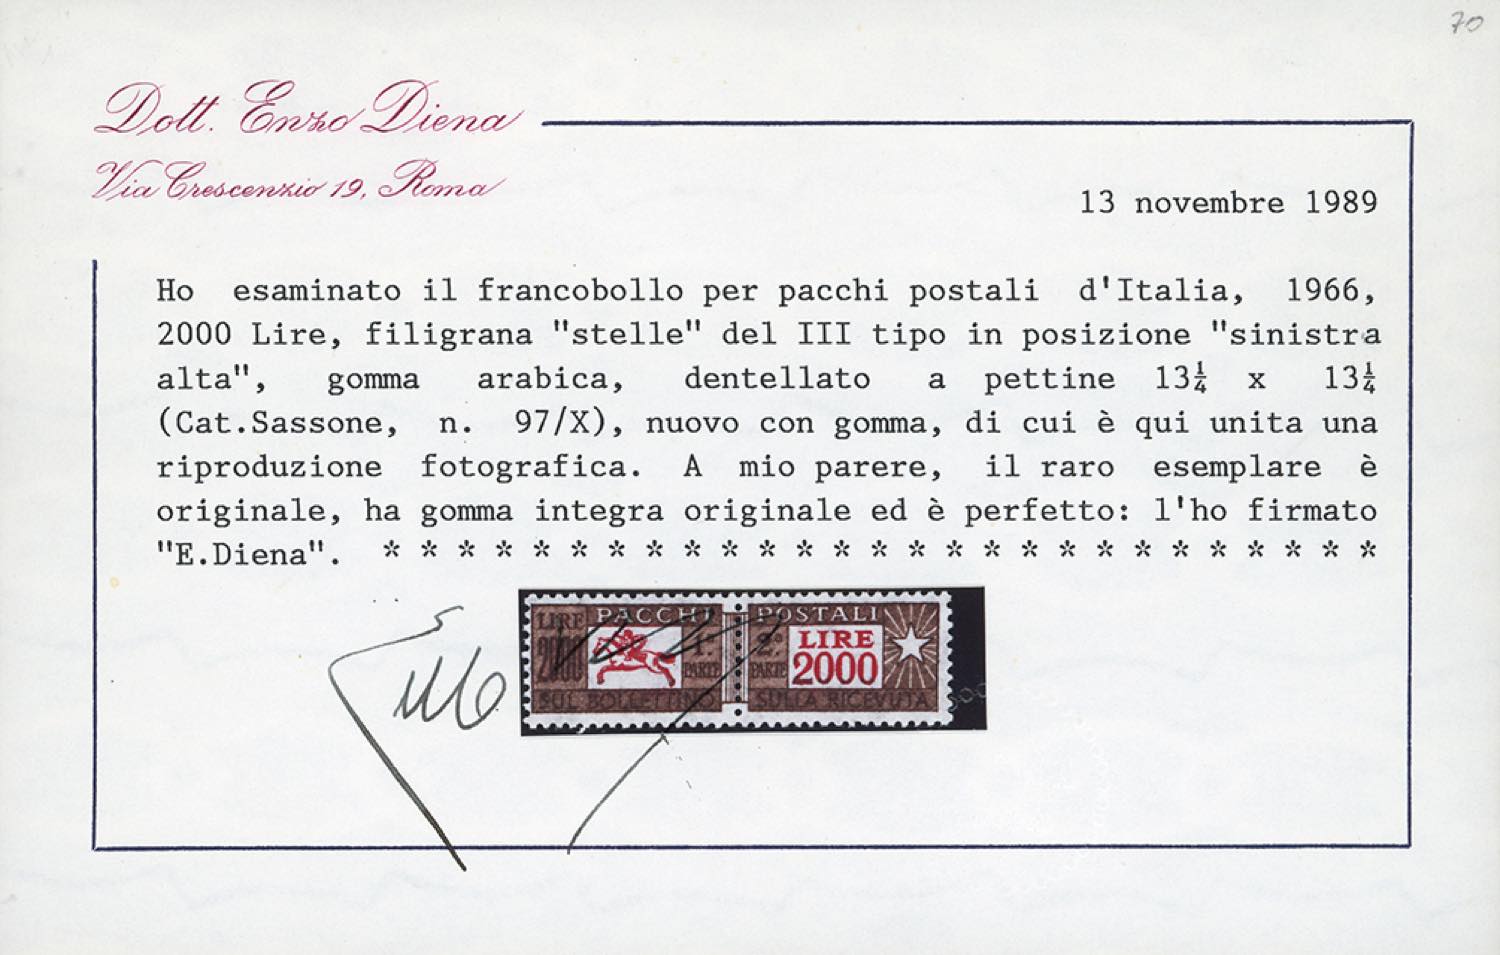 70
Dott. Enzo Diena
Via Crescenzio 19, Roma
13 novembre 1989
Ho esaminato il francobollo per pacchi postali d'Italia, 1966,
2000 Lire, filigrana "stelle" del III tipo in posizione "sinistra
alta", gomma arabica, dentellato a pettine 13¼ x 13¼
(Cat.Sassone, n. 97/X), nuovo con gomma, di cui è qui unita una
riproduzione fotografica. A mio parere, il raro esemplare è
originale, ha gomma integra originale ed è perfetto: l'ho firmato
"E.Diena". * * * * * * * * * * * * * * * * * * * * * * * * * * *
PACCHI POSTALI
LIRE 2000 1ª PARTE 2ª PARTE LIRE 2000
SUL BOLLETTINO SULLA RICEVUTA